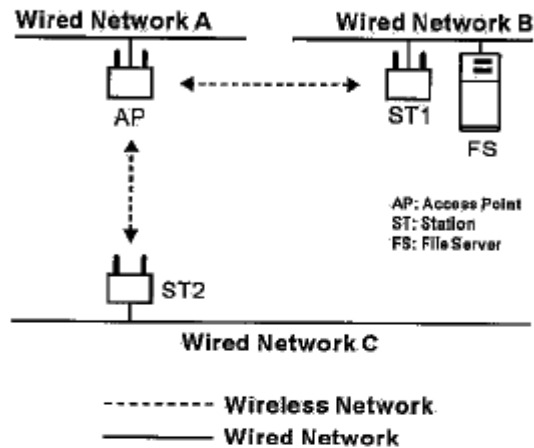 Wired Network A
Wired Network B
AP
ST1
FS
AP: Access Point
ST: Station
FS: File Server
ST2
Wired Network C
Wireless Network
Wired Network